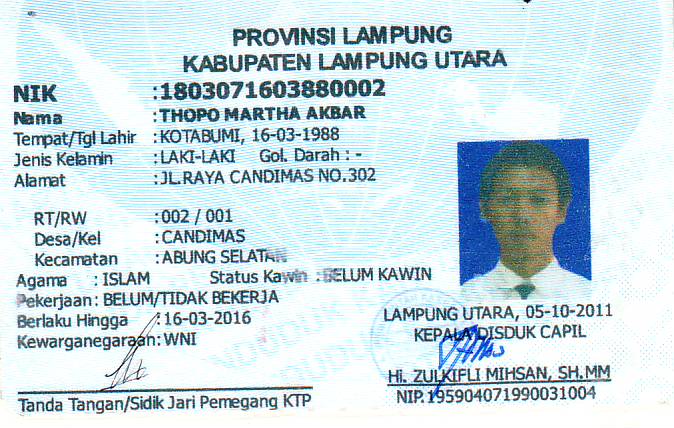 PROVINSI LAMPUNG
KABUPATEN LAMPUNG UTARA
NIK :1803071603880002
Nama :THOPO MARTHA AKBAR
Tempat/Tgl Lahir :KOTABUMI, 16-03-1988
Jenis Kelamin :LAKI-LAKI Gol. Darah : -
Alamat :JL.RAYA CANDIMAS NO.302
RT/RW :002 / 001
Desa/Kel :CANDIMAS
Kecamatan :ABUNG SELATAN
Agama : ISLAM Status Kawin :BELUM KAWIN
Pekerjaan: BELUM/TIDAK BEKERJA
Berlaku Hingga :16-03-2016
Kewarganegaraan:WNI
LAMPUNG UTARA, 05-10-2011
KEPALA DISDUK CAPIL
Hi. ZULKIFLI MIHSAN, SH.MM
NIP.195904071990031004
Tanda Tangan/Sidik Jari Pemegang KTP